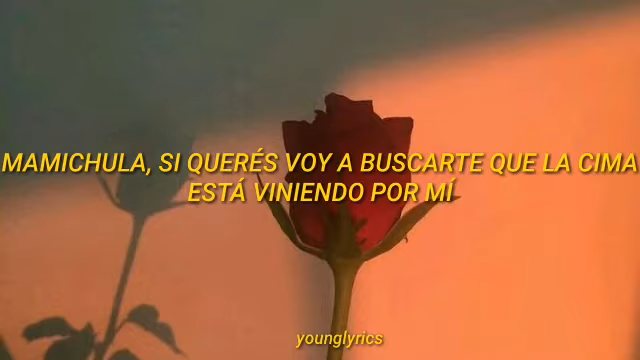 MAMICHULA, SI QUERÉS VOY A BUSCARTE QUE LA CIMA
ESTÁ VINIENDO POR MÍ
younglyrics